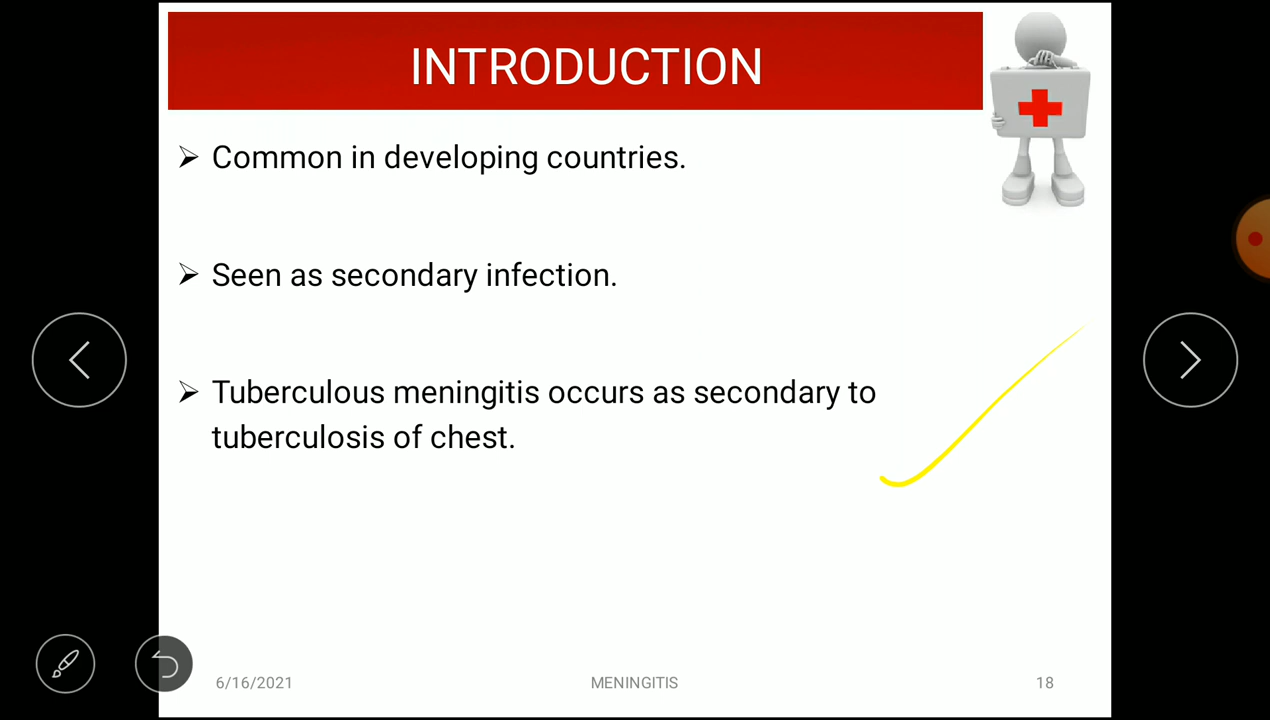 INTRODUCTION
Common in developing countries.
Seen as secondary infection.
Tuberculous meningitis occurs as secondary to
tuberculosis of chest.
6/16/2021
MENINGITIS
18